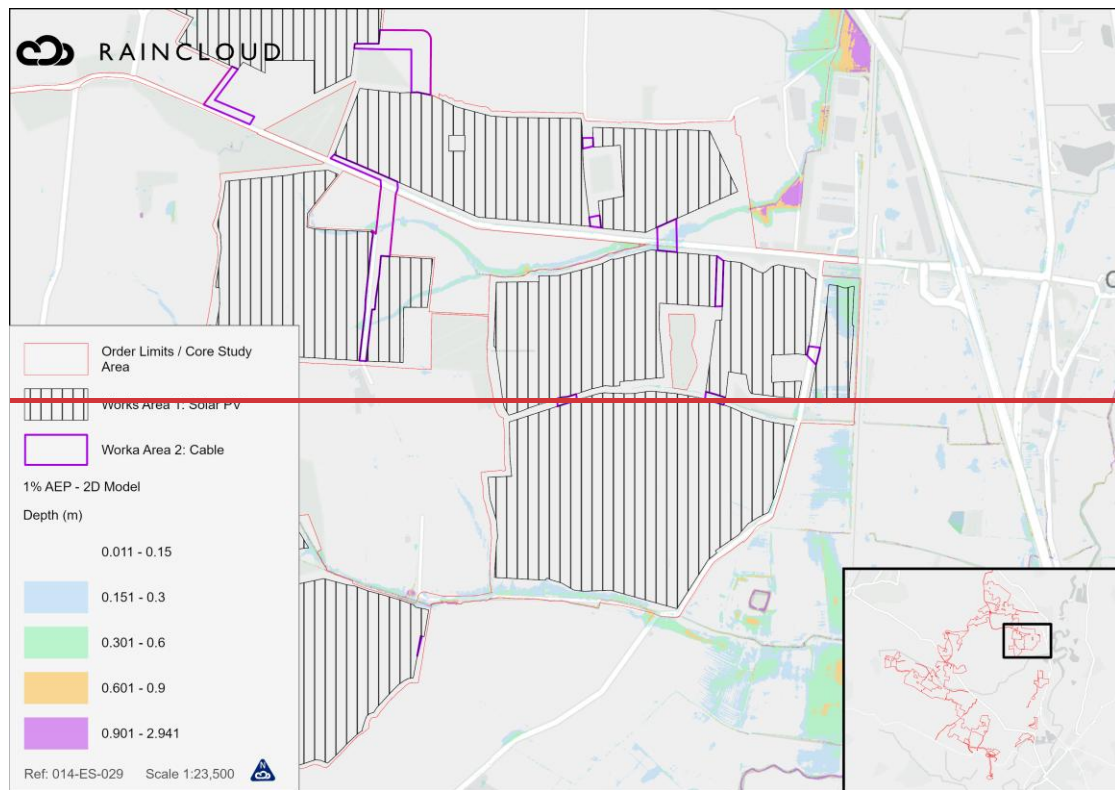 RAINCLOUD
Order Limits / Core Study
Area
Works Area 1: Solar PV
Worka Area 2: Cable
1% AEP - 2D Model
Depth (m)
0.011 - 0.15
0.151 - 0.3
0.301 - 0.6
0.601 - 0.9
0.901 - 2.941
Ref: 014-ES-029 Scale 1:23,500
N